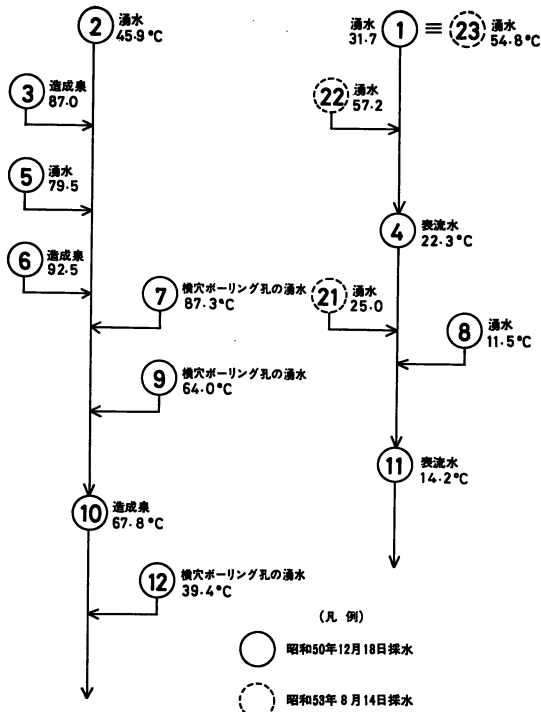 2 湧水
45.9℃
3 造成泉
87.0
5 湧水
79.5
6 造成泉
92.5
7 横穴ボーリング孔の湧水
87.3℃
9 横穴ボーリング孔の湧水
64.0℃
10 造成泉
67.8℃
12 横穴ボーリング孔の湧水
39.4℃
湧水 1 ≡ 23 湧水
31.7 54.8℃
22 湧水
57.2
4 表流水
22.3℃
21 湧水
25.0
8 湧水
11.5℃
11 表流水
14.2℃
(凡例)
昭和50年12月18日採水
昭和53年8月14日採水